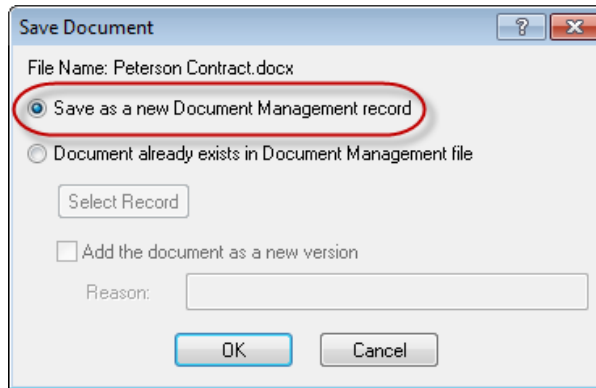 Save Document
?
File Name: Peterson Contract.docx
Save as a new Document Management record
Document already exists in Document Management file
Select Record
Add the document as a new version
Reason:
OK Cancel